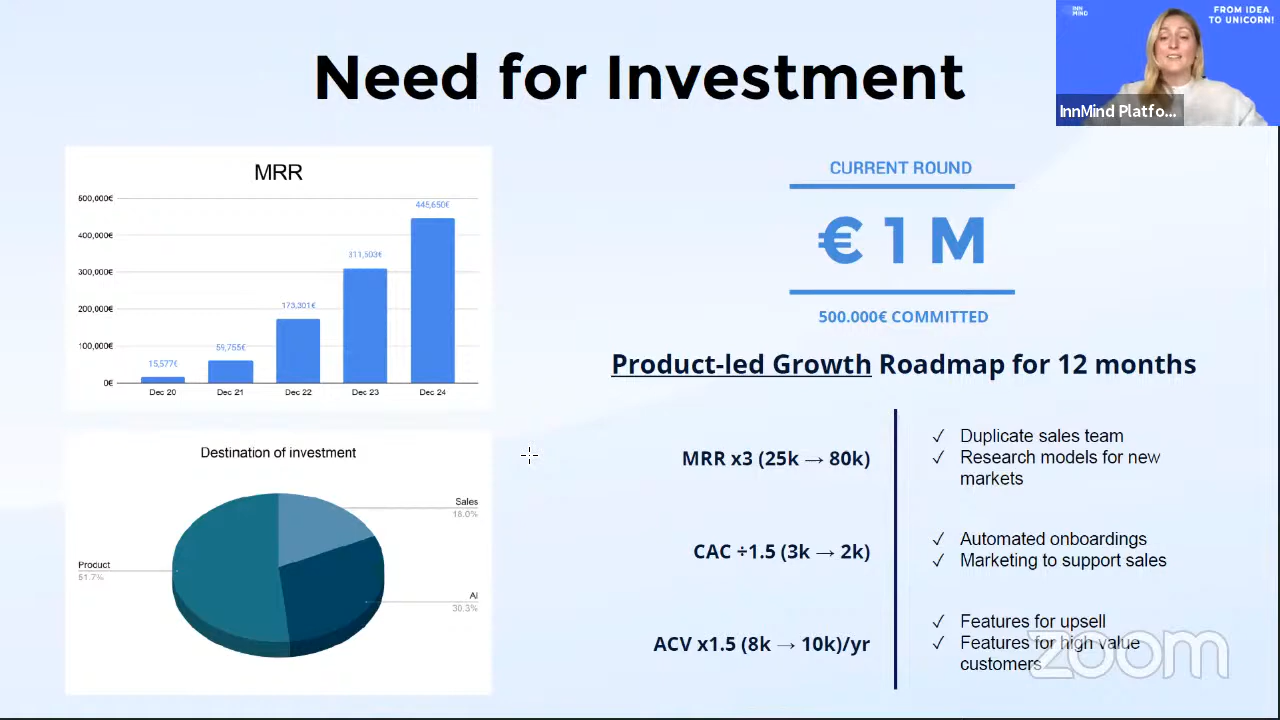 Need for Investment
INN
MIND
FROM IDEA
TO UNICORN!
InnMind Platfo...
MRR
500,000€
400,000€
300,000€
200,000€
100,000€
0€
15,577€
59,755€
173,301€
311,503€
445,650€
Dec 20
Dec 21
Dec 22
Dec 23
Dec 24
CURRENT ROUND
€ 1 M
500.000€ COMMITTED
Product-led Growth Roadmap for 12 months
Destination of investment
Sales
18.0%
Product
51.7%
AI
30.3%
MRR x3 (25k → 80k)
✓ Duplicate sales team
✓ Research models for new
markets
CAC ÷1.5 (3k → 2k)
✓ Automated onboardings
✓ Marketing to support sales
ACV x1.5 (8k → 10k)/yr
✓ Features for upsell
✓ Features for high value
customers
zoom